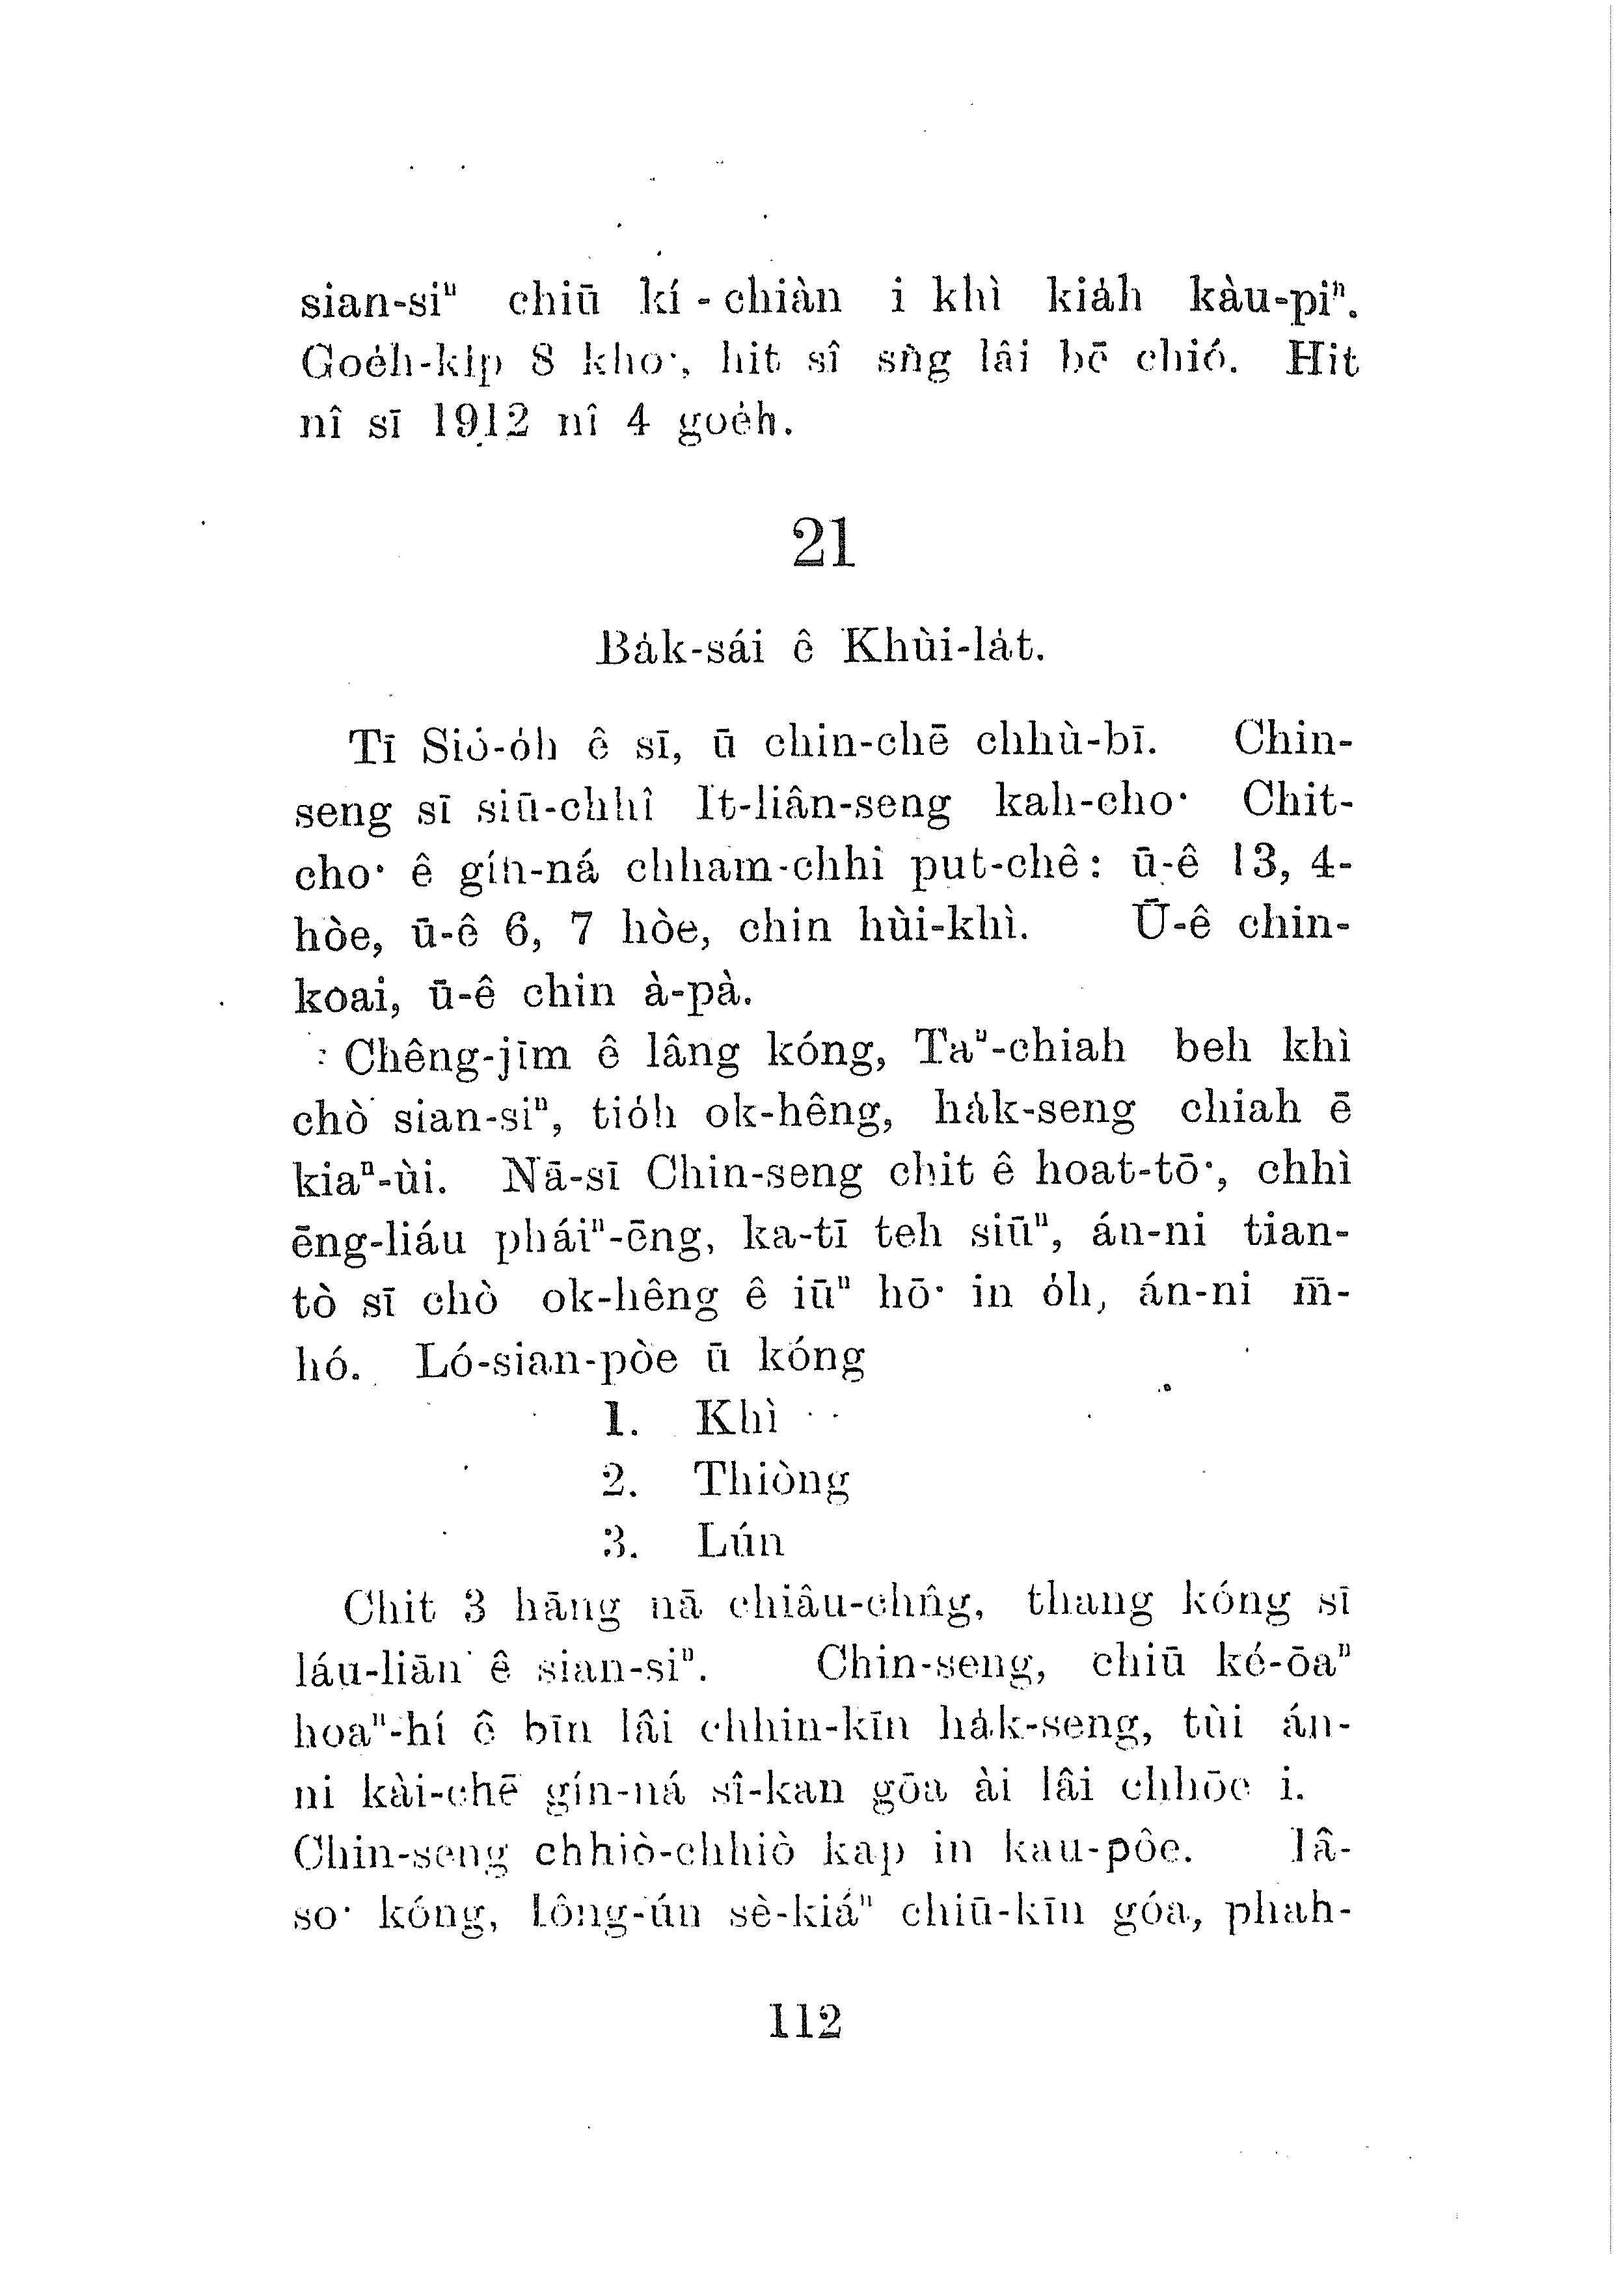 sian-siⁿ chiū kí-chiàn i khì kia̍h kàu-piⁿ.
Goe̍h-ki̍p 8 kho͘, hit sî sǹg lâi bē chió. Hit
nî sī 1912 nî 4 goe̍h.
21
Ba̍k-sái ê Khùi-la̍t.
Tī Sió-o̍h ê sī, ū chin-chē chhù-bī. Chin-
seng sī siū-chhî It-liân-seng kah-cho͘ Chit-
cho͘ ê gín-ná chham-chhi put-chê: ū-ê 13, 4-
hòe, ū-ê 6, 7 hòe, chin hùi-khì. Ū-ê chin-
koai, ū-ê chin à-pà.
Chêng-jīm ê lâng kóng, Taⁿ-chiah beh khì
chò sian-siⁿ, tio̍h ok-hêng, ha̍k-seng chiah ē
kiaⁿ-ùi. Nā-sī Chin-seng chit ê hoat-tō͘, chhì
ēng-liáu pháiⁿ-ēng, ka-tī teh siūⁿ, án-ni tian-
tò sī chò ok-hêng ê iūⁿ hō͘ in o̍h, án-ni m̄-
hó. Ló-sian-pòe ū kóng
1. Khì
2. Thiòng
3. Lún
Chit 3 hāng nā chiâu-chn̂g, thang kóng sī
láu-liān ê sian-siⁿ. Chin-seng, chiū ké-ōaⁿ
hoaⁿ-hí ê bīn lâi chhin-kīn ha̍k-seng, tùi án-
ni kài-chē gín-ná sî-kan gōa ài lâi chhōe i.
Chin-seng chhiò-chhiò kap in kau-pôe. Iâ-
so͘ kóng, Iông-ún sè-kiáⁿ chiū-kīn góa, phah-
112